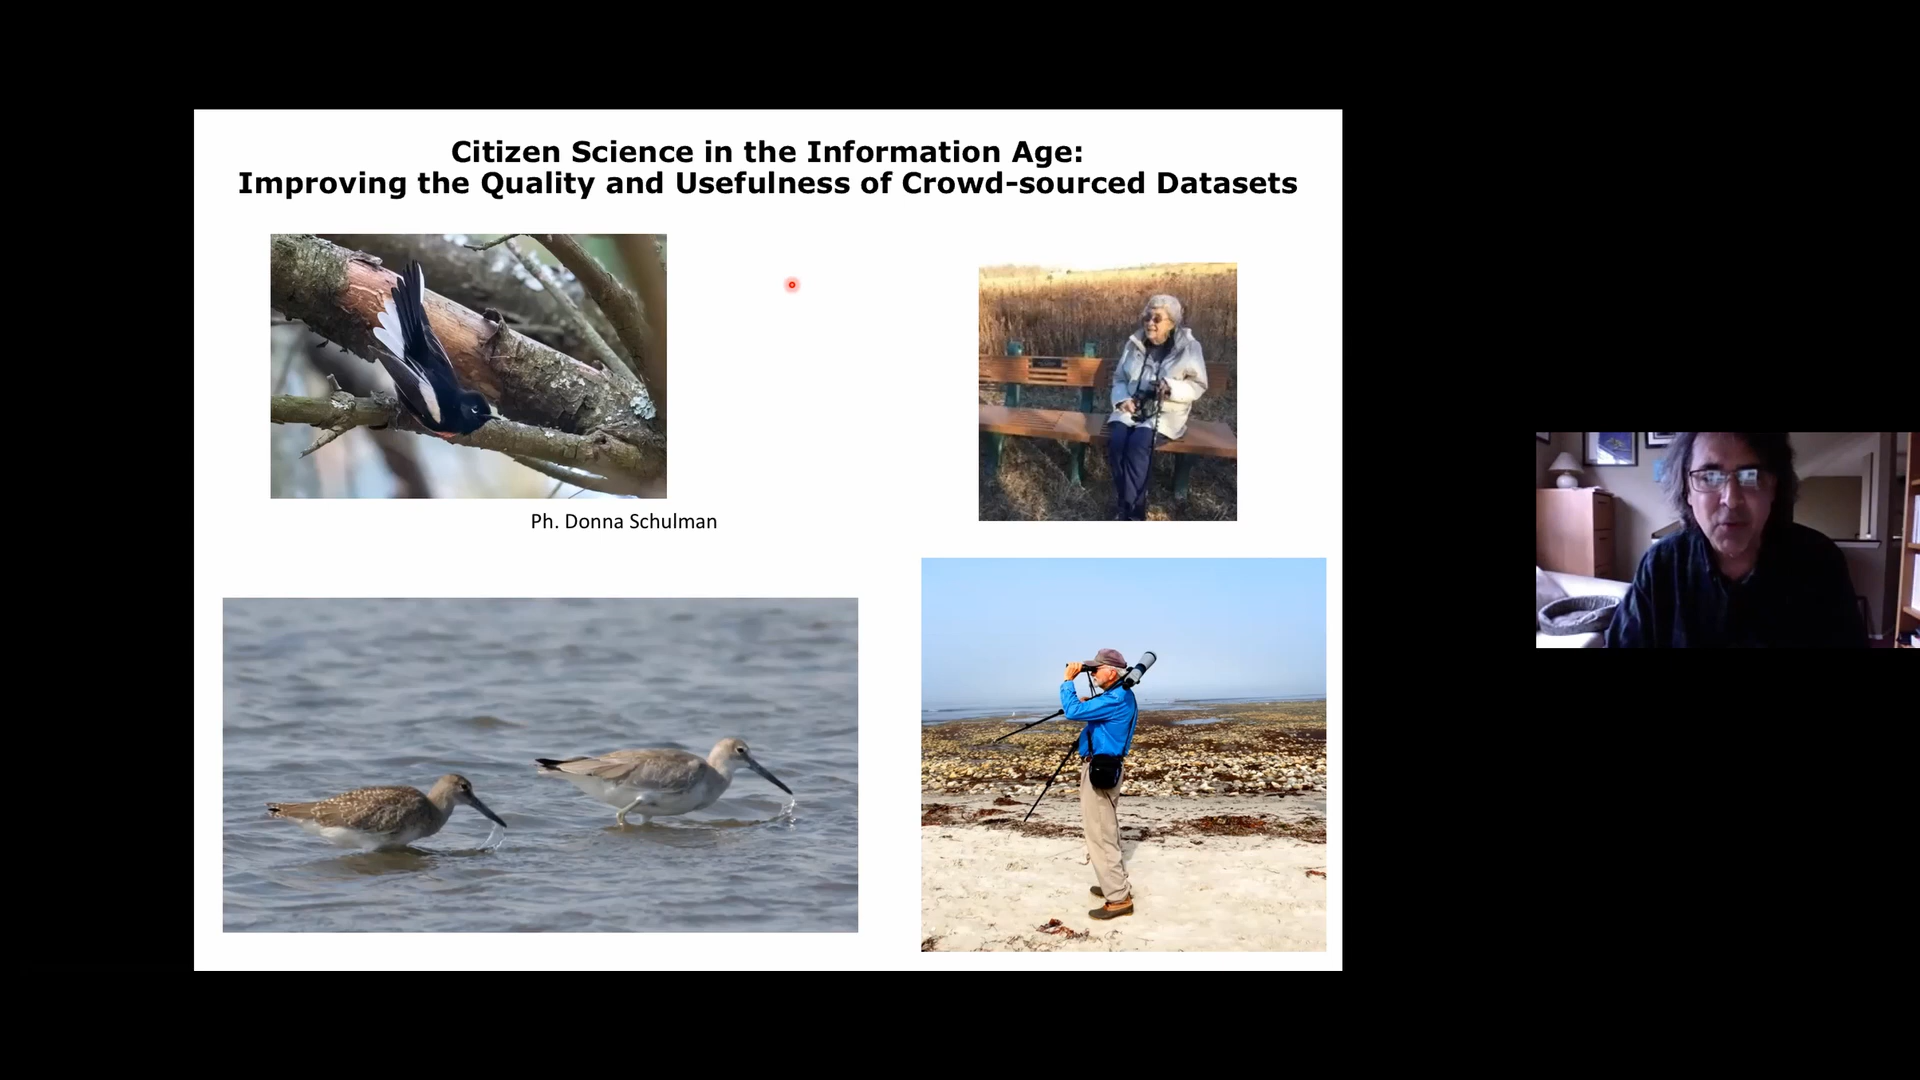 Citizen Science in the Information Age:
Improving the Quality and Usefulness of Crowd-sourced Datasets
Ph. Donna Schulman